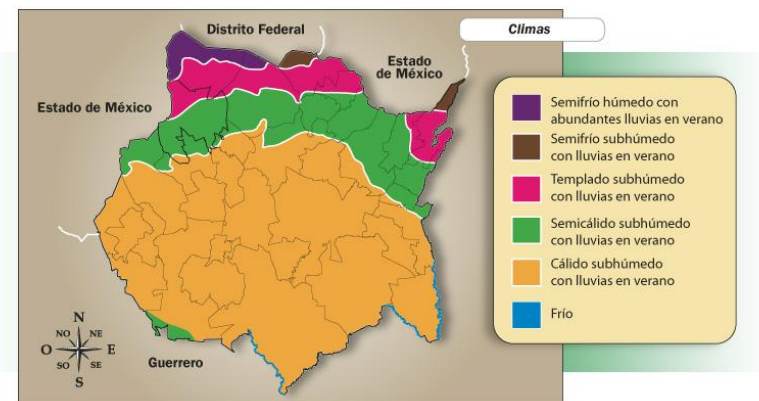 Distrito Federal
Climas
Estado
de México
Estado de México
Semifrío húmedo con
abundantes lluvias en verano
Semifrío subhúmedo
con lluvias en verano
Templado subhúmedo
con lluvias en verano
Semicálido subhúmedo
con lluvias en verano
Cálido subhúmedo
con lluvias en verano
Frío
N
NO NE
O E
SO SE
S
Guerrero